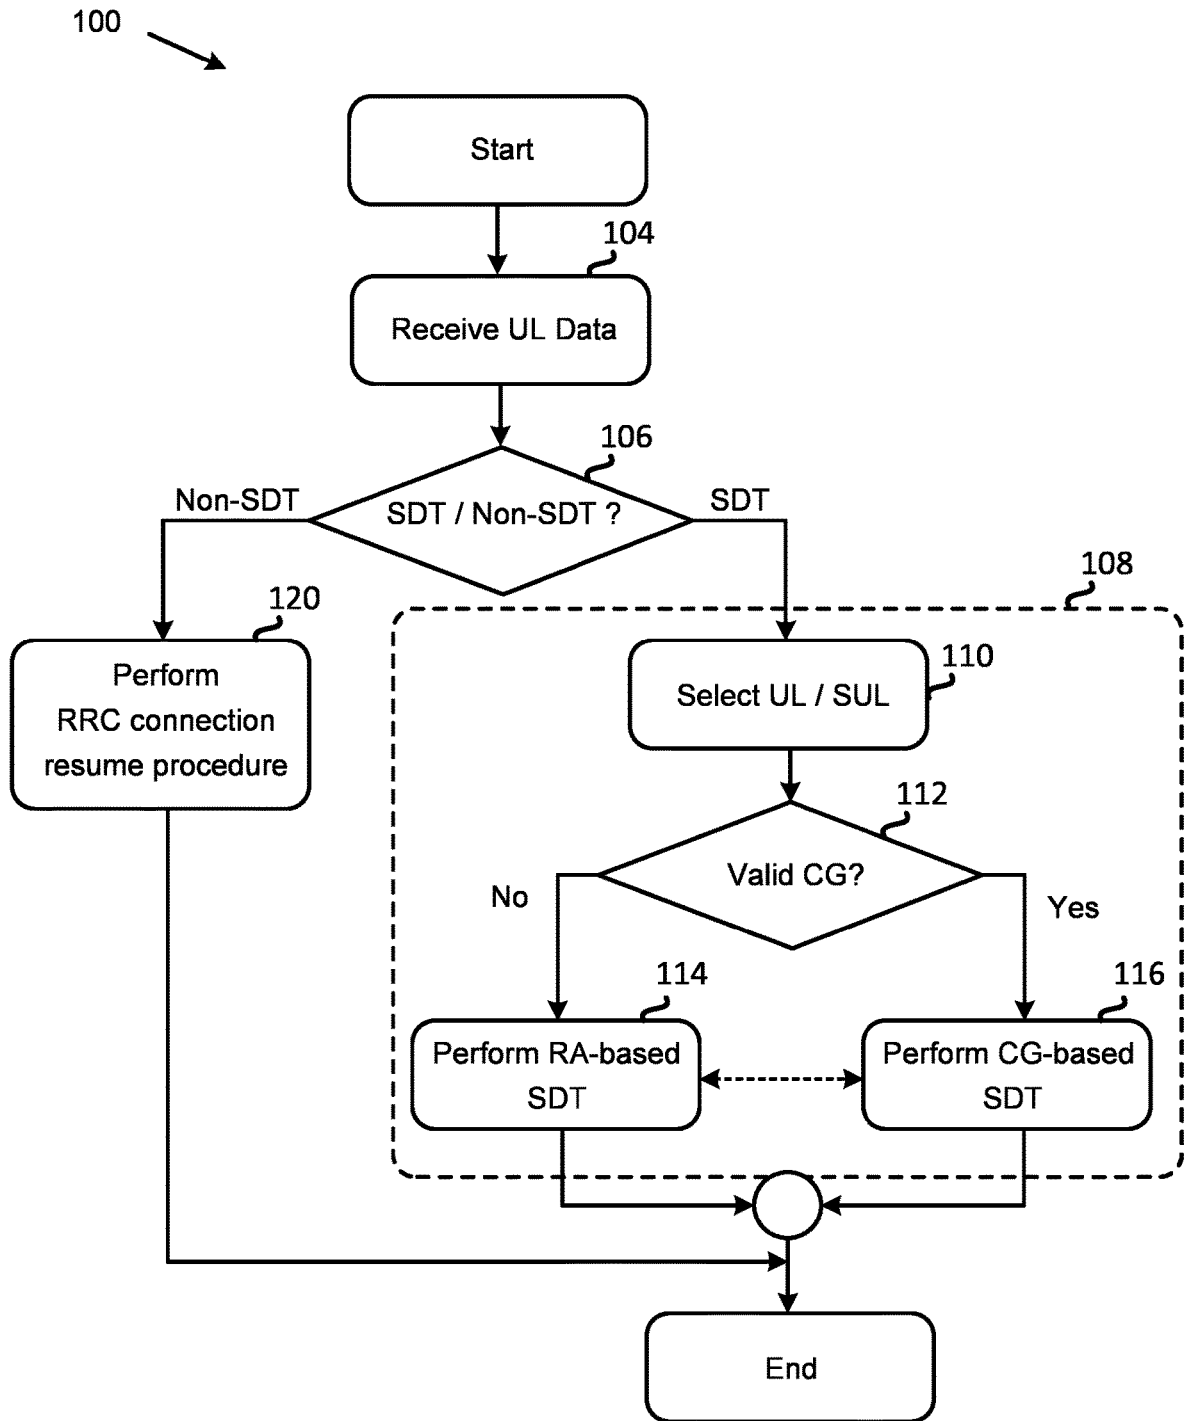 100
Start
104
Receive UL Data
106
Non-SDT
SDT / Non-SDT ?
SDT
108
120
Perform
RRC connection
resume procedure
110
Select UL / SUL
112
Valid CG?
No
Yes
114
116
Perform RA-based
SDT
Perform CG-based
SDT
End